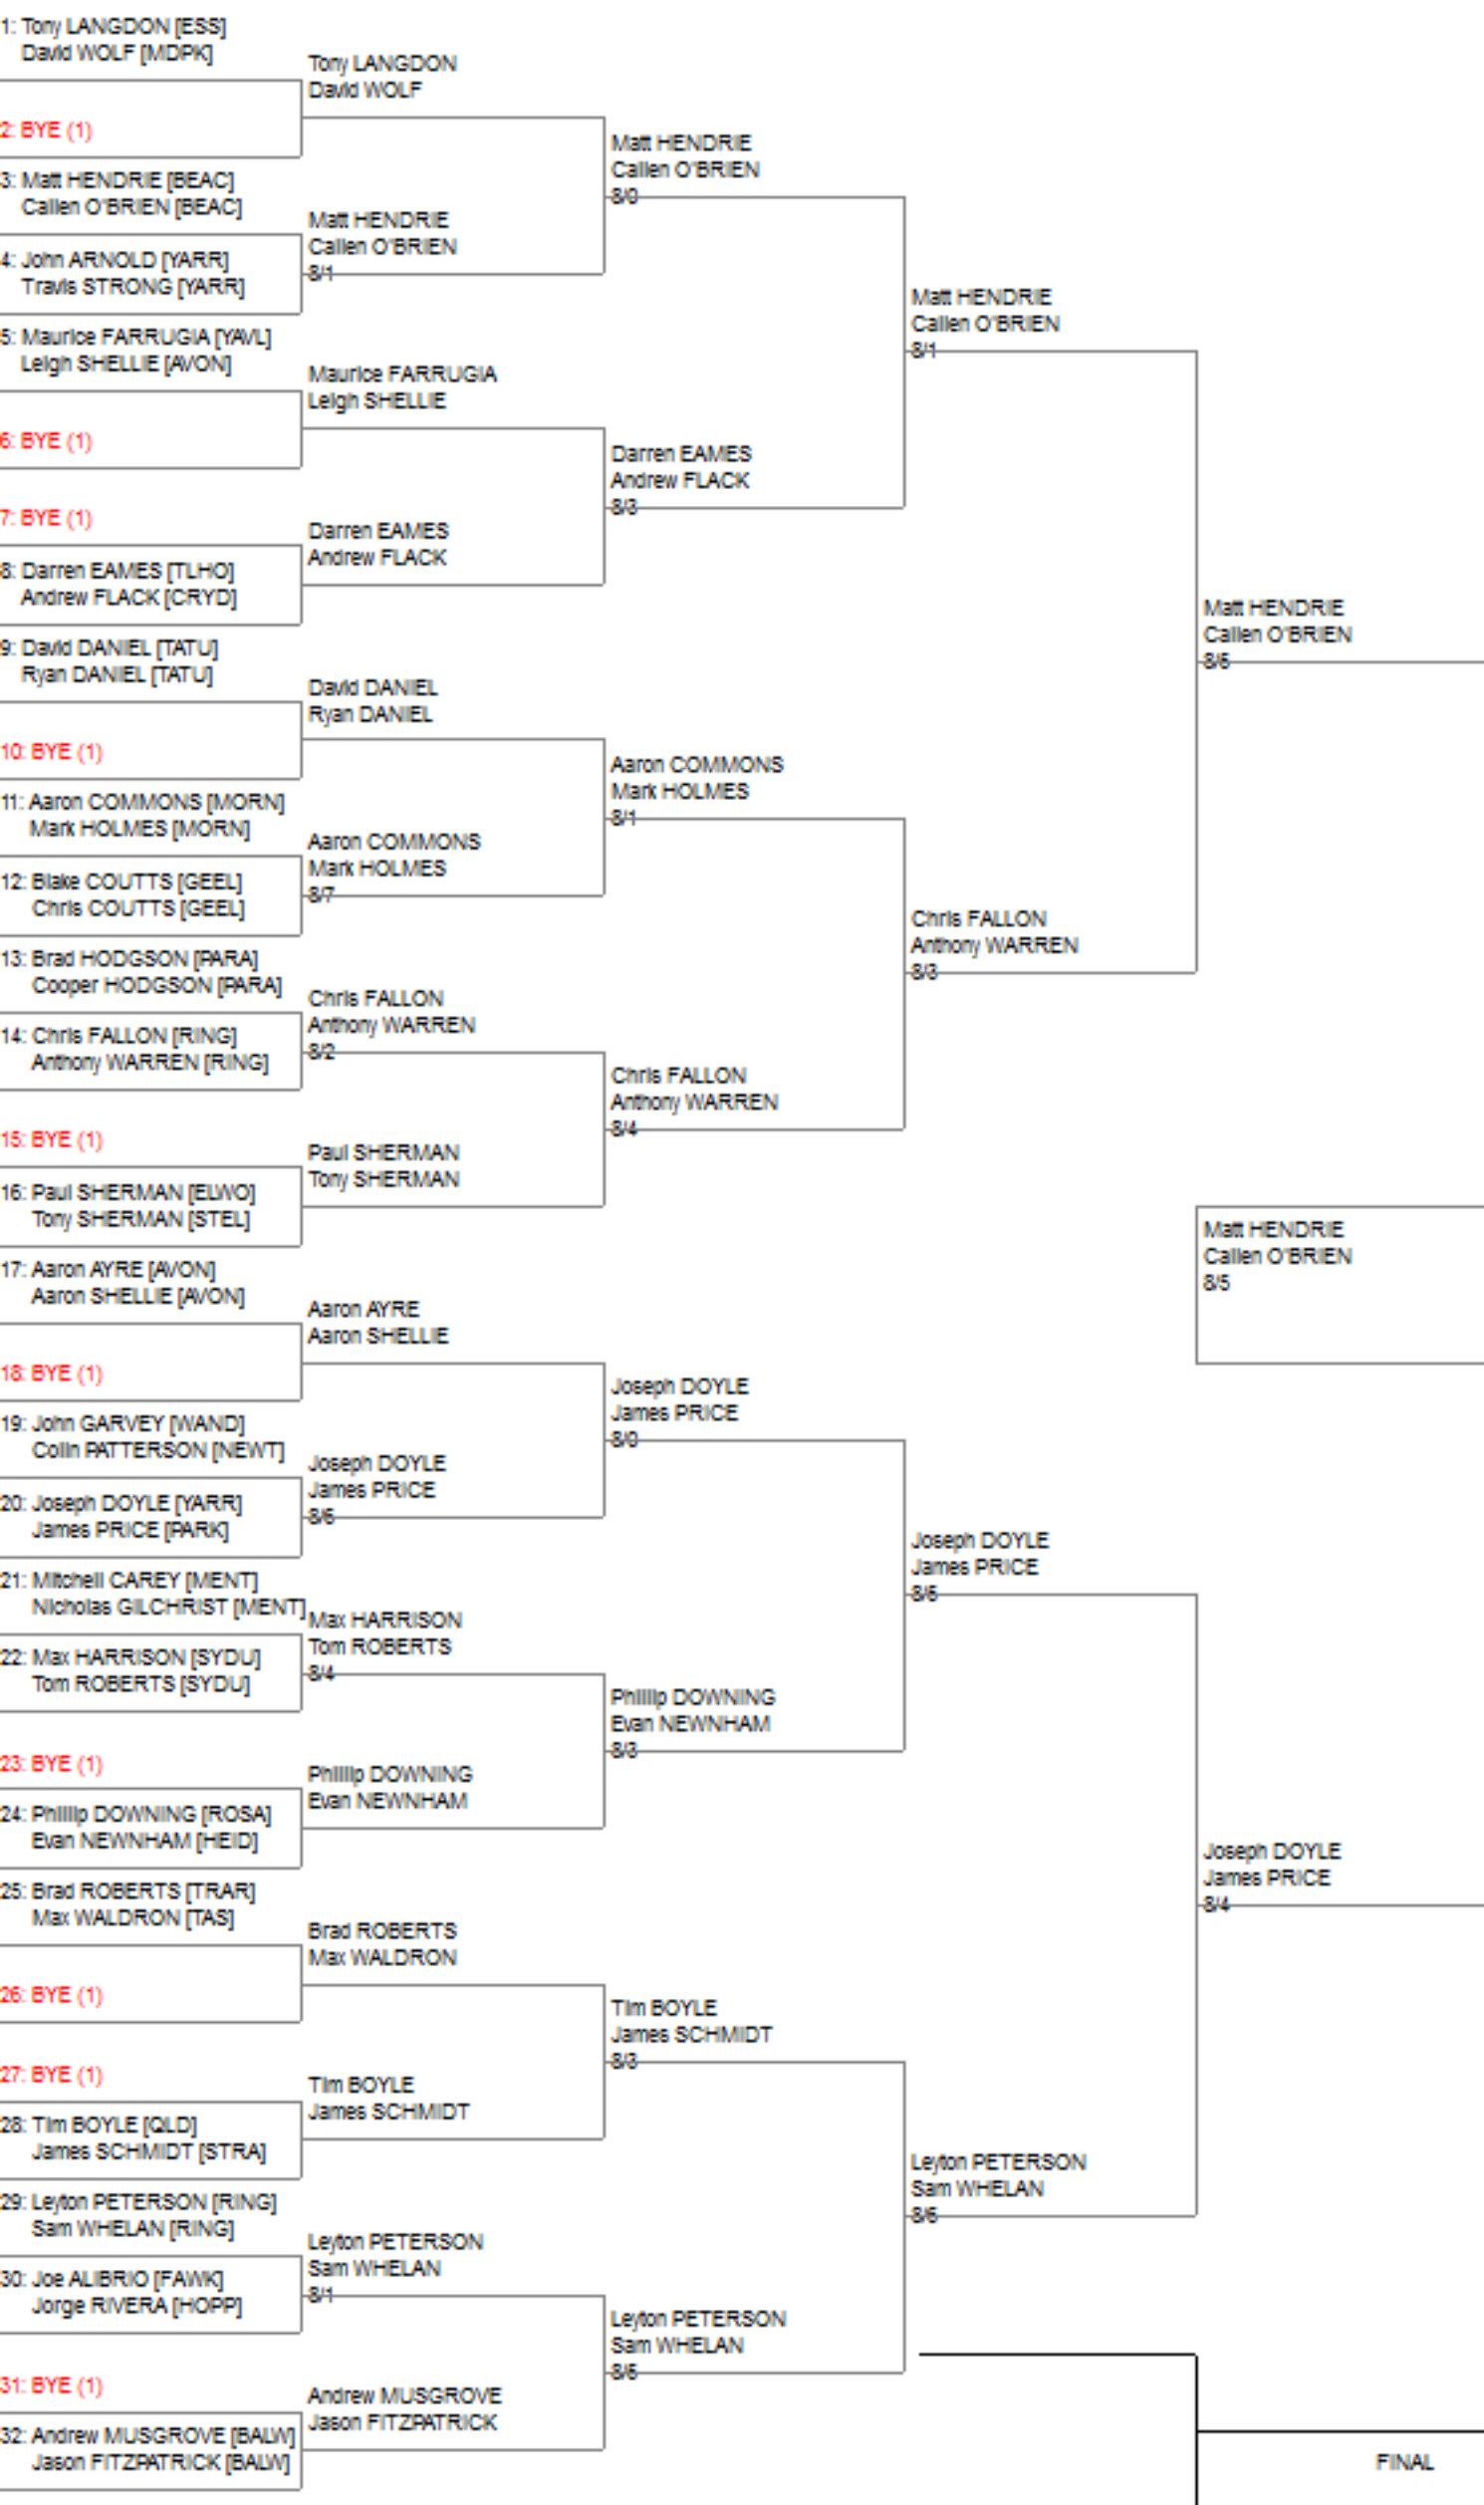 1: Tony LANGDON [ESS]
David WOLF [MDPK]
2: BYE (1)
3: Matt HENDRIE [BEAC]
Callen O'BRIEN [BEAC]
4: John ARNOLD [YARR]
Travis STRONG [YARR]
5: Maurice FARRUGIA [YAVL]
Leigh SHELLIE [AVON]
6: BYE (1)
7: BYE (1)
8: Darren EAMES [TLHO]
Andrew FLACK [CRYD]
9: David DANIEL [TATU]
Ryan DANIEL [TATU]
10: BYE (1)
11: Aaron COMMONS [MORN]
Mark HOLMES [MORN]
12: Blake COUTTS [GEEL]
Chris COUTTS [GEEL]
13: Brad HODGSON [PARA]
Cooper HODGSON [PARA]
14: Chris FALLON [RING]
Anthony WARREN [RING]
15: BYE (1)
16: Paul SHERMAN [ELWO]
Tony SHERMAN [STEL]
17: Aaron AYRE [AVON]
Aaron SHELLIE [AVON]
18: BYE (1)
19: John GARVEY [WAND]
Colin PATTERSON [NEWT]
20: Joseph DOYLE [YARR]
James PRICE [PARK]
21: Mitchell CAREY [MENT]
Nicholas GILCHRIST [MENT]
22: Max HARRISON [SYDU]
Tom ROBERTS [SYDU]
23: BYE (1)
24: Phillip DOWNING [ROSA]
Evan NEWNHAM [HEID]
25: Brad ROBERTS [TRAR]
Max WALDRON [TAS]
26: BYE (1)
27: BYE (1)
28: Tim BOYLE [QLD]
James SCHMIDT [STRA]
29: Leyton PETERSON [RING]
Sam WHELAN [RING]
30: Joe ALIBRIO [FAWK]
Jorge RIVERA [HOPP]
31: BYE (1)
32: Andrew MUSGROVE [BALW]
Jason FITZPATRICK [BALW]
Tony LANGDON
David WOLF
Matt HENDRIE
Callen O'BRIEN
8/1
Maurice FARRUGIA
Leigh SHELLIE
Darren EAMES
Andrew FLACK
David DANIEL
Ryan DANIEL
Aaron COMMONS
Mark HOLMES
8/7
Chris FALLON
Anthony WARREN
8/2
Paul SHERMAN
Tony SHERMAN
Aaron AYRE
Aaron SHELLIE
Joseph DOYLE
James PRICE
Max HARRISON
Tom ROBERTS
8/4
Phillip DOWNING
Evan NEWNHAM
Brad ROBERTS
Max WALDRON
Tim BOYLE
James SCHMIDT
Leyton PETERSON
Sam WHELAN
8/1
Andrew MUSGROVE
Jason FITZPATRICK
Matt HENDRIE
Callen O'BRIEN
8/0
Darren EAMES
Andrew FLACK
8/3
Aaron COMMONS
Mark HOLMES
8/1
Chris FALLON
Anthony WARREN
8/4
Joseph DOYLE
James PRICE
8/0
Phillip DOWNING
Evan NEWNHAM
8/3
Tim BOYLE
James SCHMIDT
8/3
Leyton PETERSON
Sam WHELAN
Matt HENDRIE
Callen O'BRIEN
8/1
Chris FALLON
Anthony WARREN
8/3
Joseph DOYLE
James PRICE
Leyton PETERSON
Sam WHELAN
Matt HENDRIE
Callen O'BRIEN
Matt HENDRIE
Callen O'BRIEN
8/5
Joseph DOYLE
James PRICE
8/4
FINAL